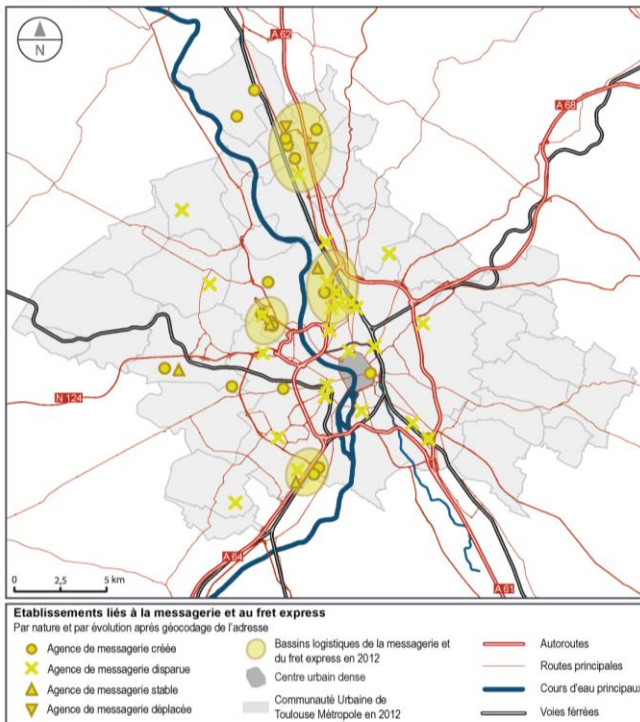 N
A 62
A 68
N 124
A 64
A 61
0 2,5 5 km
Etablissements liés à la messagerie et au fret express
Par nature et par évolution après géocodage de l'adresse
Agence de messagerie créée
Agence de messagerie disparue
Agence de messagerie stable
Agence de messagerie déplacée
Bassins logistiques de la messagerie et
du fret express en 2012
Centre urbain dense
Communauté Urbaine de
Toulouse Métropole en 2012
Autoroutes
Routes principales
Cours d'eau principaux
Voies férrées